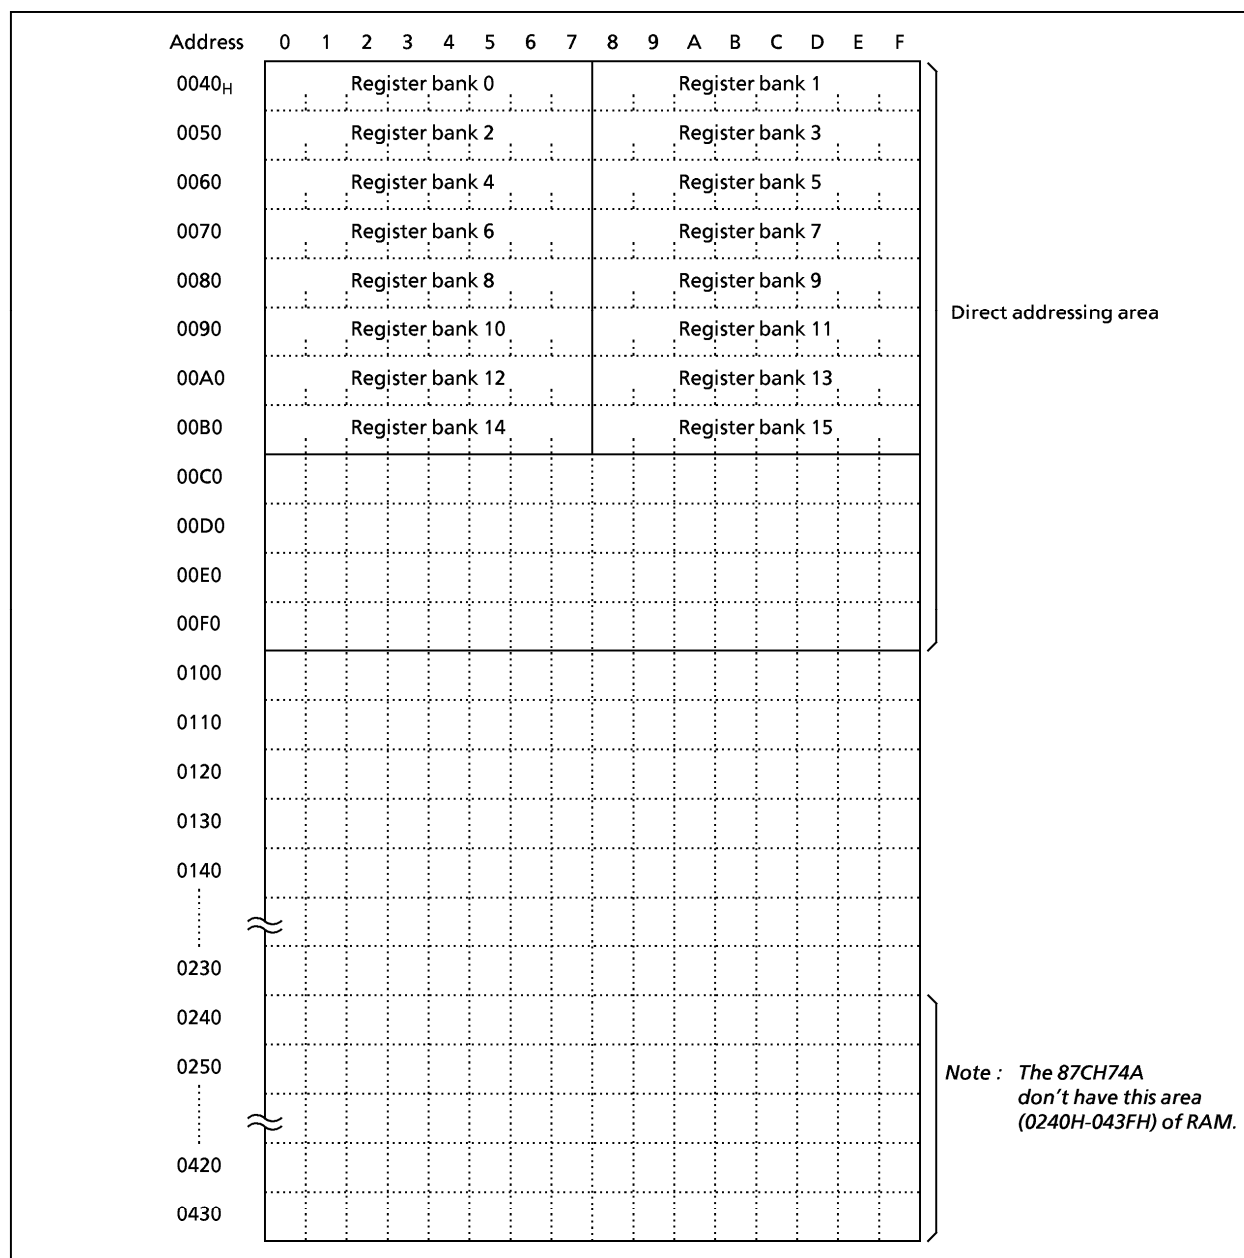 Address 0 1 2 3 4 5 6 7 8 9 A B C D E F
0040H Register bank 0 Register bank 1
0050 Register bank 2 Register bank 3
0060 Register bank 4 Register bank 5
0070 Register bank 6 Register bank 7
0080 Register bank 8 Register bank 9
Direct addressing area
0090 Register bank 10 Register bank 11
00A0 Register bank 12 Register bank 13
00B0 Register bank 14 Register bank 15
00C0
00D0
00E0
00F0
0100
0110
0120
0130
0140
0230
0240
0250
Note : The 87CH74A
don't have this area
(0240H-043FH) of RAM.
0420
0430